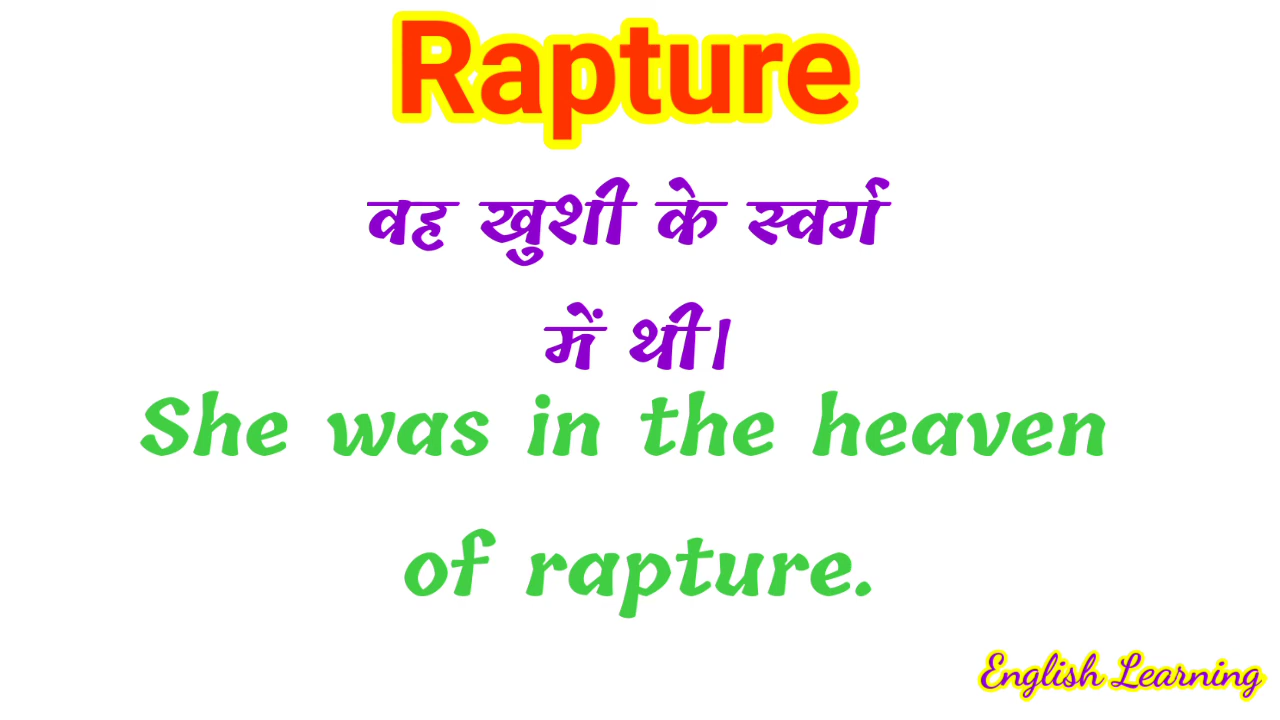 Rapture
वह खुशी के स्वर्ग
में थी।
She was in the heaven
of rapture.
English Learning